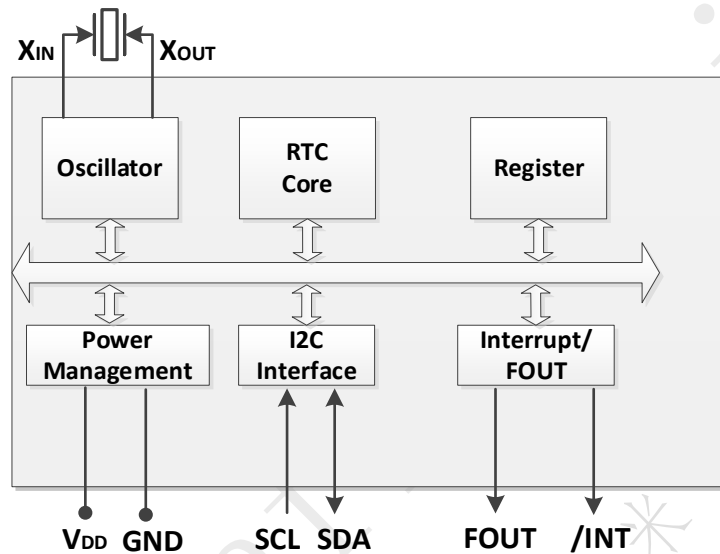 XIN XOUT
Oscillator
RTC
Core
Register
Power
Management
I2C
Interface
Interrupt/
FOUT
VDD GND SCL SDA FOUT /INT